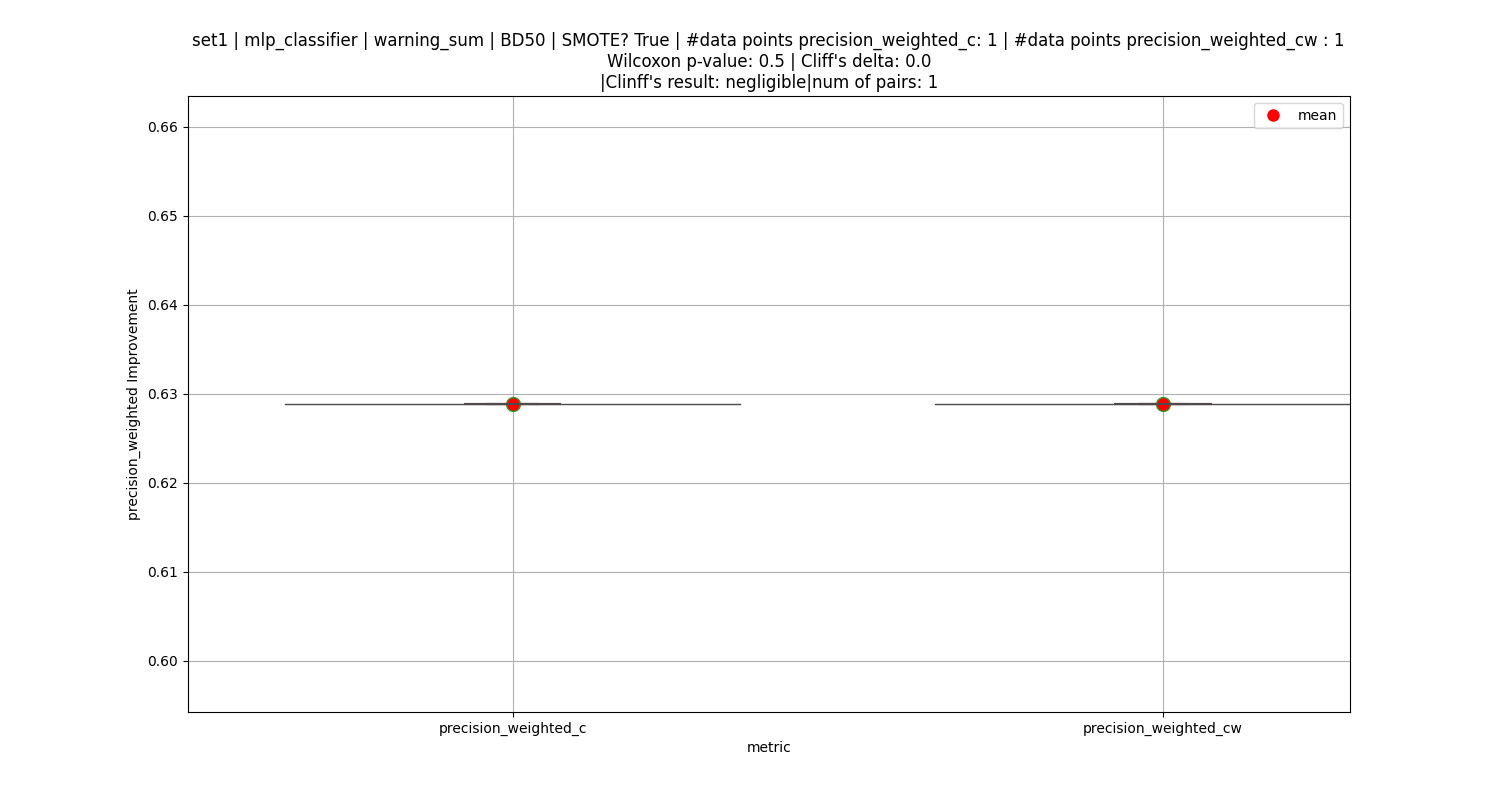 set1 | mlp_classifier | warning_sum | BD50 | SMOTE? True | #data points precision_weighted_c: 1 | #data points precision_weighted_cw : 1
Wilcoxon p-value: 0.5 | Cliff's delta: 0.0
|Clinff's result: negligible|num of pairs: 1
mean
0.66
0.65
0.64
0.63
0.62
0.61
0.60
precision_weighted Improvement
precision_weighted_c
precision_weighted_cw
metric